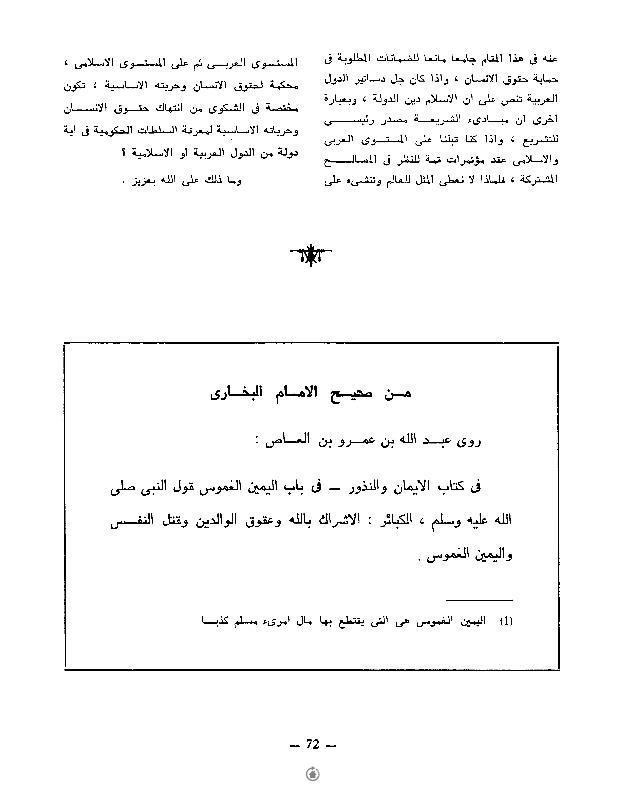 عنه فى هذا المقام جامعا مانعا للضمانات المطلوبة فى
حماية حقوق الانسان ، واذا كان جل دساتير الدول
العربية تنص على ان الاسلام دين الدولة ، وبعبارة
اخرى ان مبادىء الشريعة مصدر رئيسى
للتشريع ، واذا كنا قبلنا على المستوى العربى
والاسلامى عقد مؤتمرات قمة للنظر فى المصالح
المشتركة ، فلماذا لا نعطى المثل للعالم وننشىء على
المستوى العربى ثم على المستوى الاسلامى ،
محكمة لحقوق الانسان وحرياته الاساسية ، تكون
مختصة فى الشكوى من انتهاك حقوق الانسان
وحرياته الاساسية لمعرفة السلطات الحكومية فى اية
دولة من الدول العربية أو الاسلامية ؟
وما ذلك على الله بعزيز .
من صحيح الامام البخارى
روى عبد الله بن عمرو بن العاص :
فى كتاب الايمان والنذور — فى باب اليمين الغموس قول النبى صلى
الله عليه وسلم ، الكبائر : الاشراك بالله وعقوق الوالدين وقتل النفس
واليمين الغموس .
(1) اليمين الغموس هى التى يقتطع بها مال امرىء مسلم كذبا
— 72 —